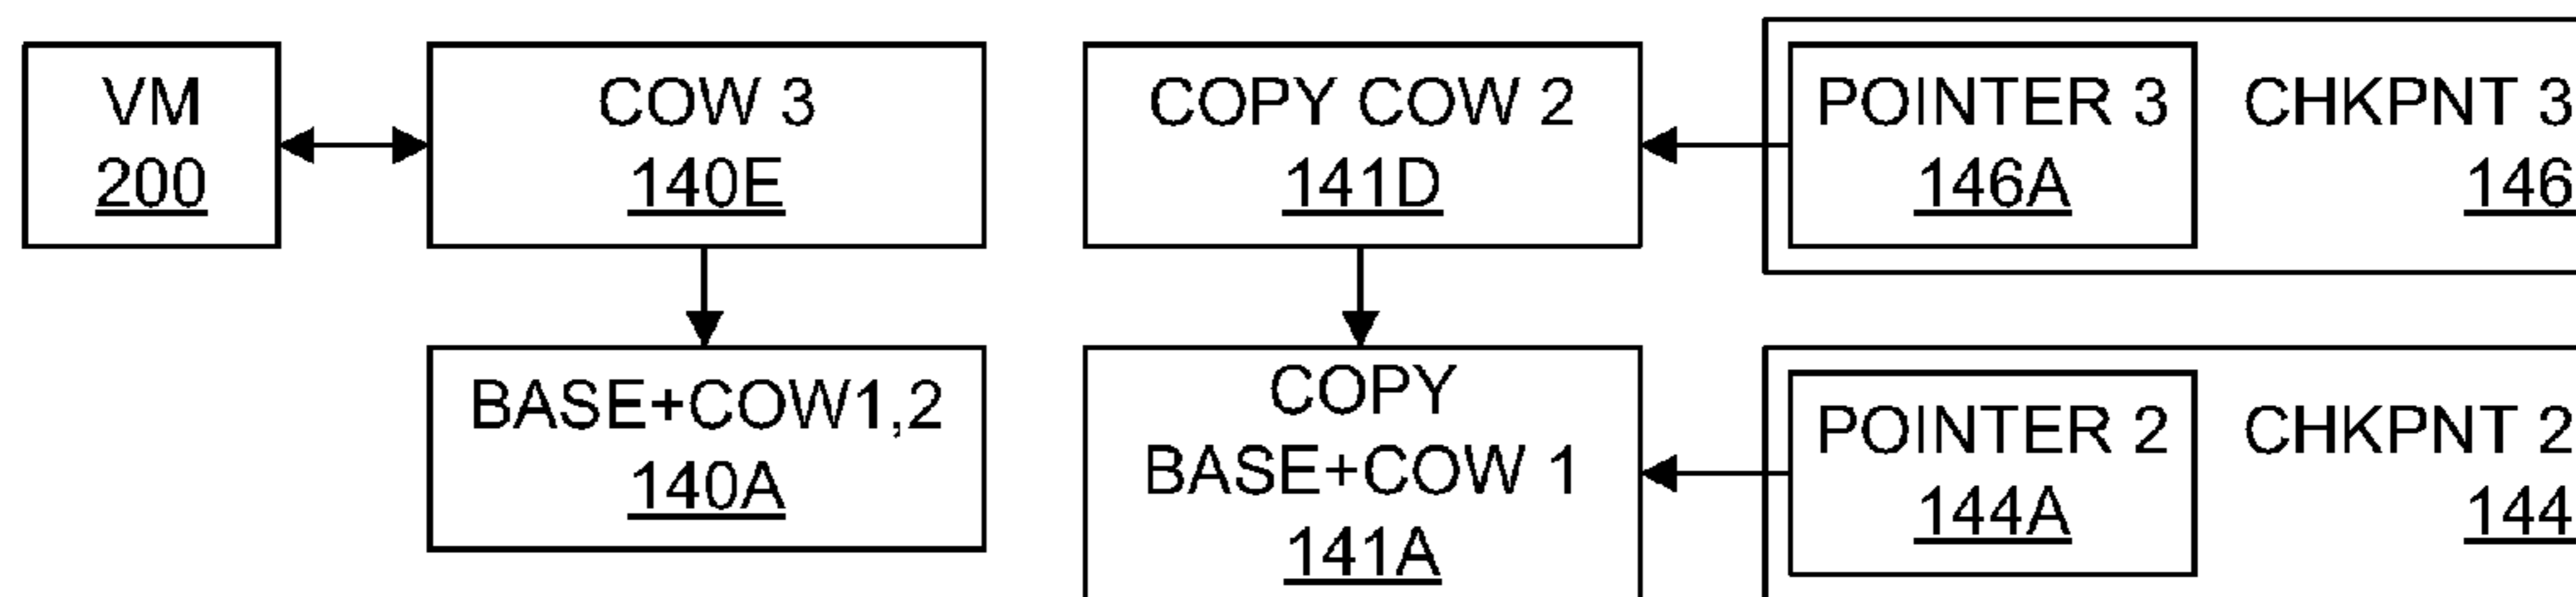 VM
200
COW 3
140E
COPY COW 2
141D
POINTER 3
146A
CHKPNT 3
146
BASE+COW1,2
140A
COPY
BASE+COW 1
141A
POINTER 2
144A
CHKPNT 2
144